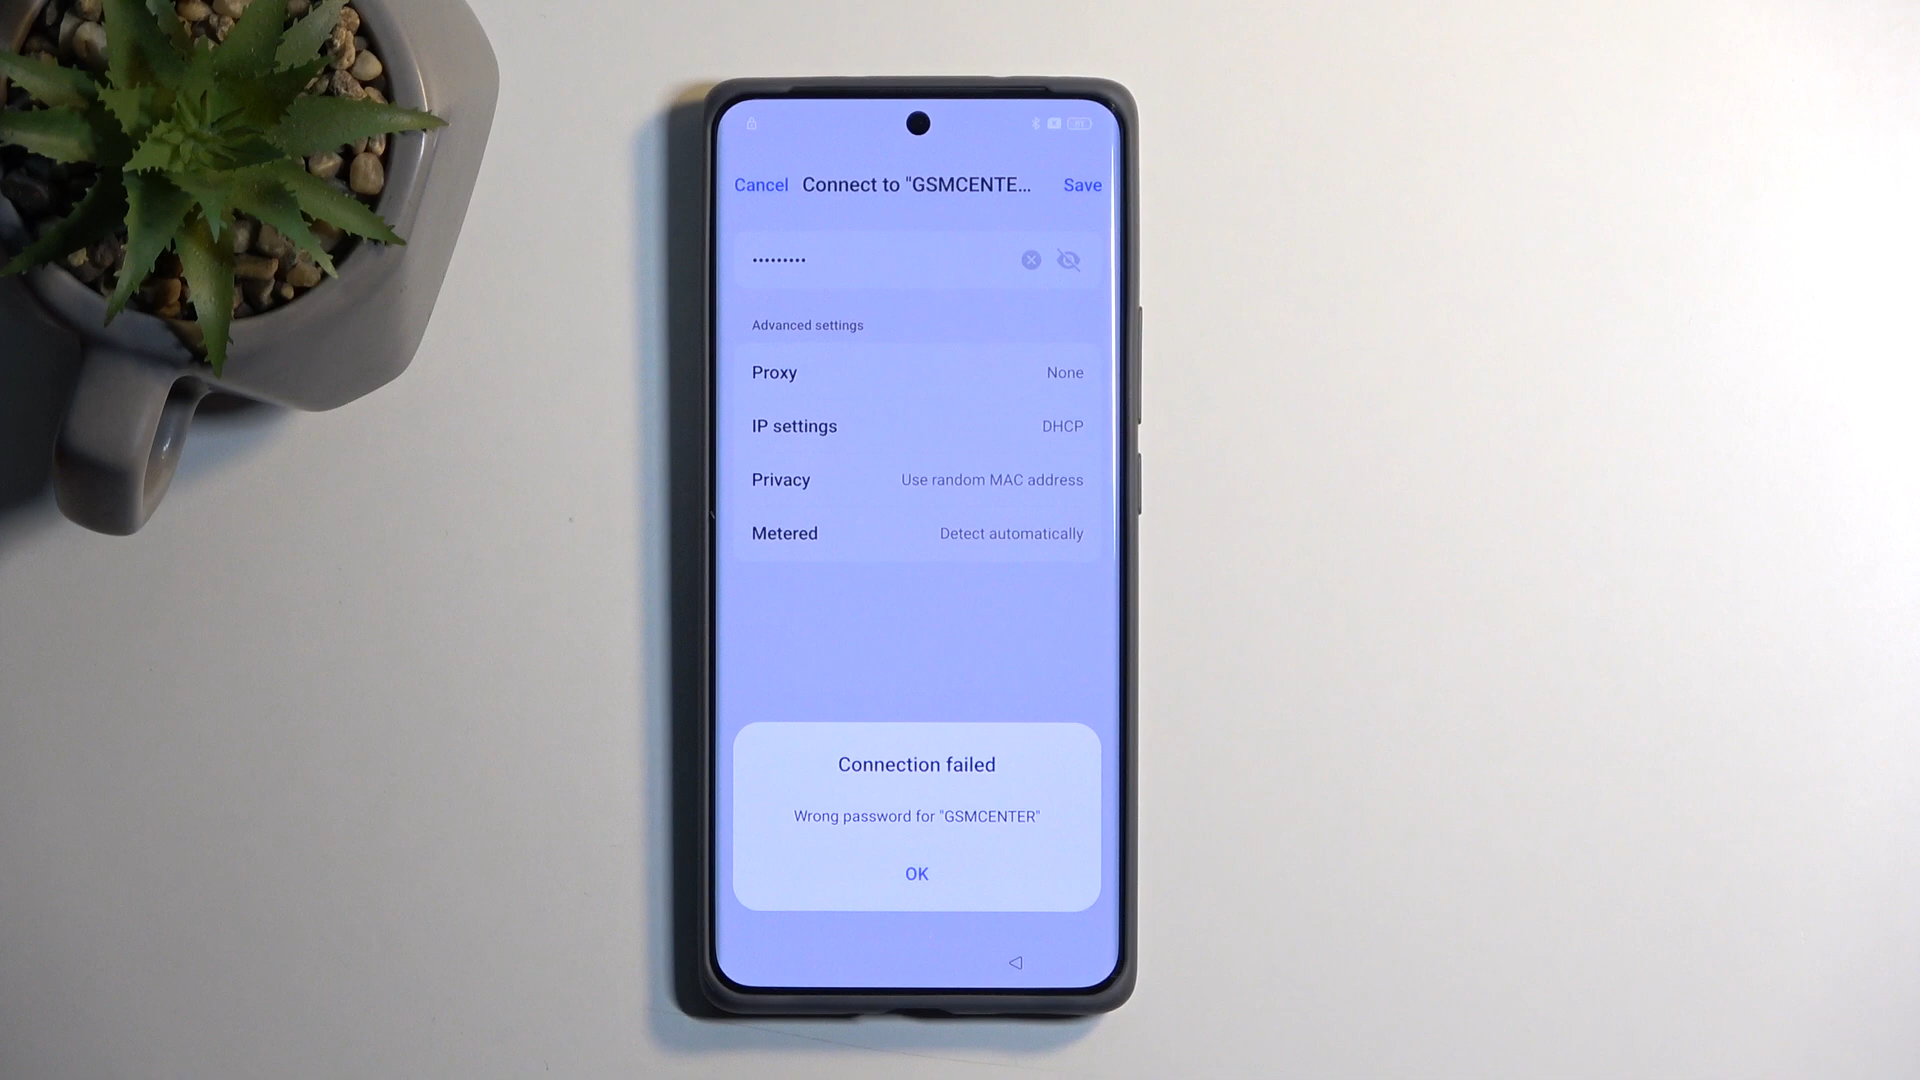 Cancel Connect to "GSMCENTE... Save
•••••••••
Advanced settings
Proxy None
IP settings DHCP
Privacy Use random MAC address
Metered Detect automatically
Connection failed
Wrong password for "GSMCENTER"
OK